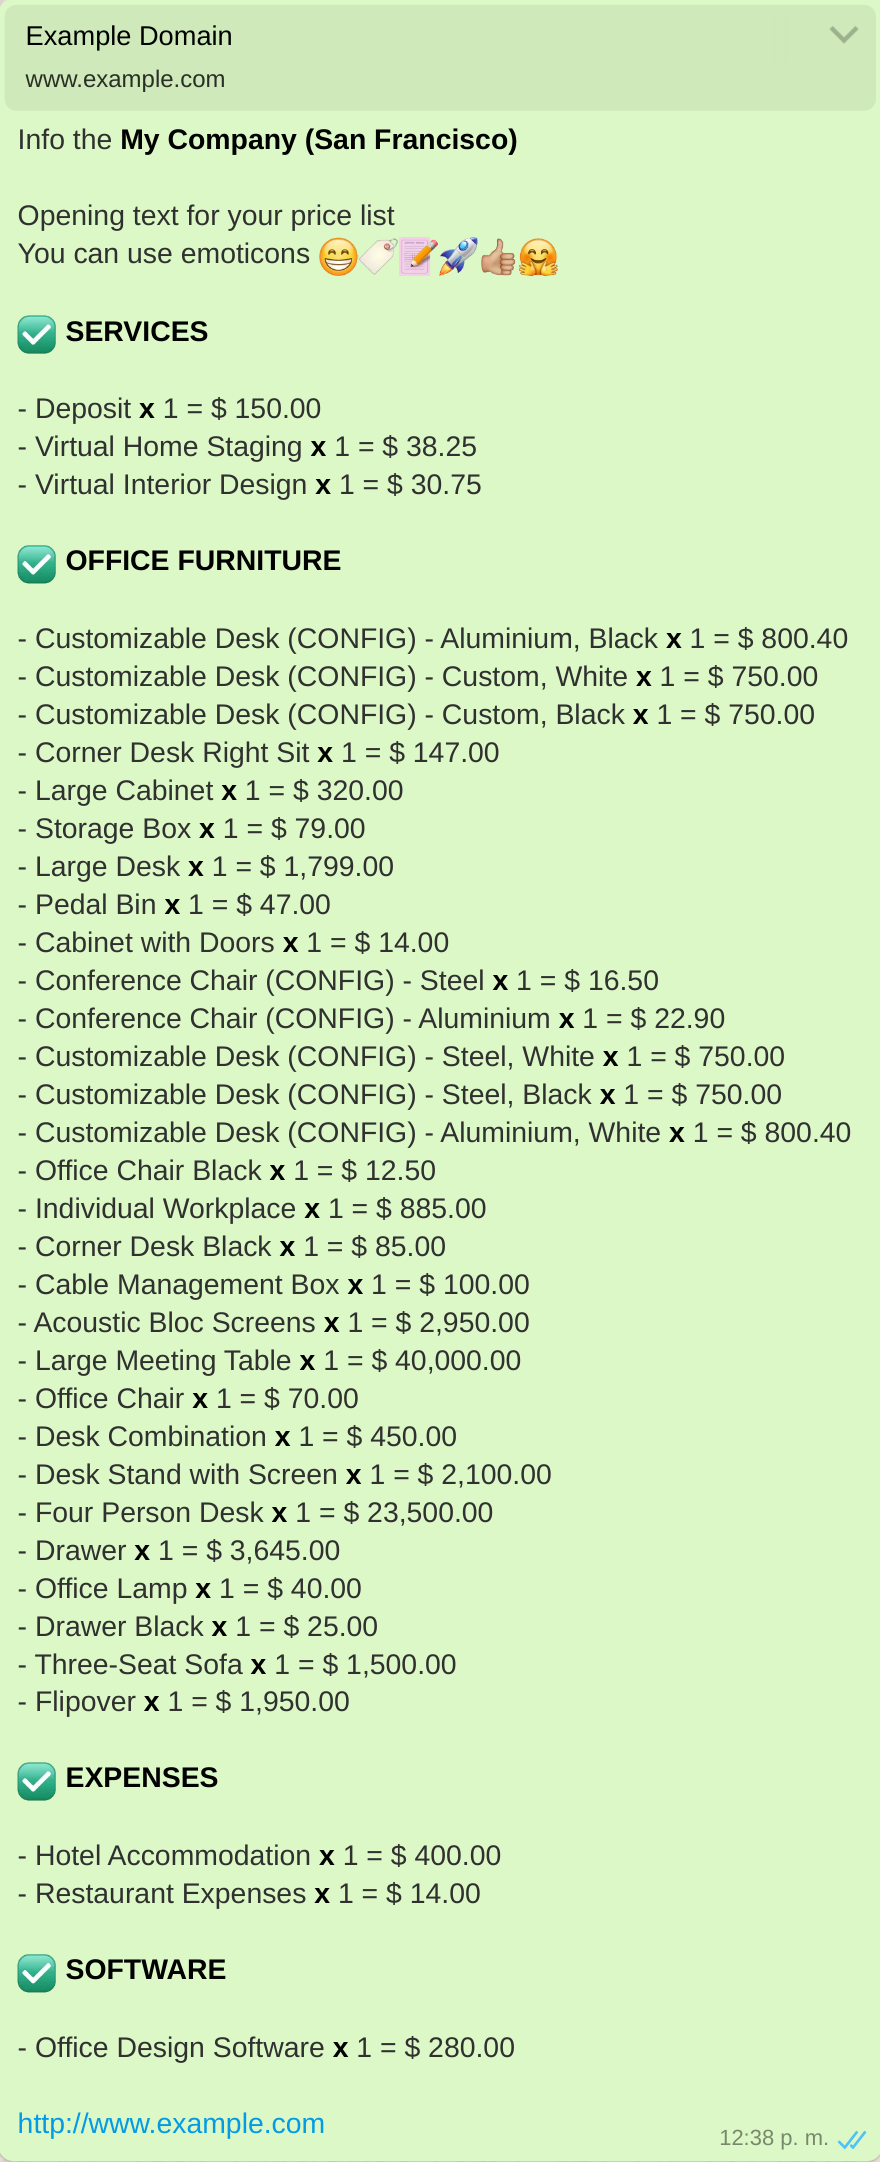 Example Domain
www.example.com
Info the My Company (San Francisco)
Opening text for your price list
You can use emoticons 😁🏷️📝🚀👍🏽🤗
✅ SERVICES
- Deposit x 1 = $ 150.00
- Virtual Home Staging x 1 = $ 38.25
- Virtual Interior Design x 1 = $ 30.75
✅ OFFICE FURNITURE
- Customizable Desk (CONFIG) - Aluminium, Black x 1 = $ 800.40
- Customizable Desk (CONFIG) - Custom, White x 1 = $ 750.00
- Customizable Desk (CONFIG) - Custom, Black x 1 = $ 750.00
- Corner Desk Right Sit x 1 = $ 147.00
- Large Cabinet x 1 = $ 320.00
- Storage Box x 1 = $ 79.00
- Large Desk x 1 = $ 1,799.00
- Pedal Bin x 1 = $ 47.00
- Cabinet with Doors x 1 = $ 14.00
- Conference Chair (CONFIG) - Steel x 1 = $ 16.50
- Conference Chair (CONFIG) - Aluminium x 1 = $ 22.90
- Customizable Desk (CONFIG) - Steel, White x 1 = $ 750.00
- Customizable Desk (CONFIG) - Steel, Black x 1 = $ 750.00
- Customizable Desk (CONFIG) - Aluminium, White x 1 = $ 800.40
- Office Chair Black x 1 = $ 12.50
- Individual Workplace x 1 = $ 885.00
- Corner Desk Black x 1 = $ 85.00
- Cable Management Box x 1 = $ 100.00
- Acoustic Bloc Screens x 1 = $ 2,950.00
- Large Meeting Table x 1 = $ 40,000.00
- Office Chair x 1 = $ 70.00
- Desk Combination x 1 = $ 450.00
- Desk Stand with Screen x 1 = $ 2,100.00
- Four Person Desk x 1 = $ 23,500.00
- Drawer x 1 = $ 3,645.00
- Office Lamp x 1 = $ 40.00
- Drawer Black x 1 = $ 25.00
- Three-Seat Sofa x 1 = $ 1,500.00
- Flipover x 1 = $ 1,950.00
✅ EXPENSES
- Hotel Accommodation x 1 = $ 400.00
- Restaurant Expenses x 1 = $ 14.00
✅ SOFTWARE
- Office Design Software x 1 = $ 280.00
http://www.example.com
12:38 p. m.